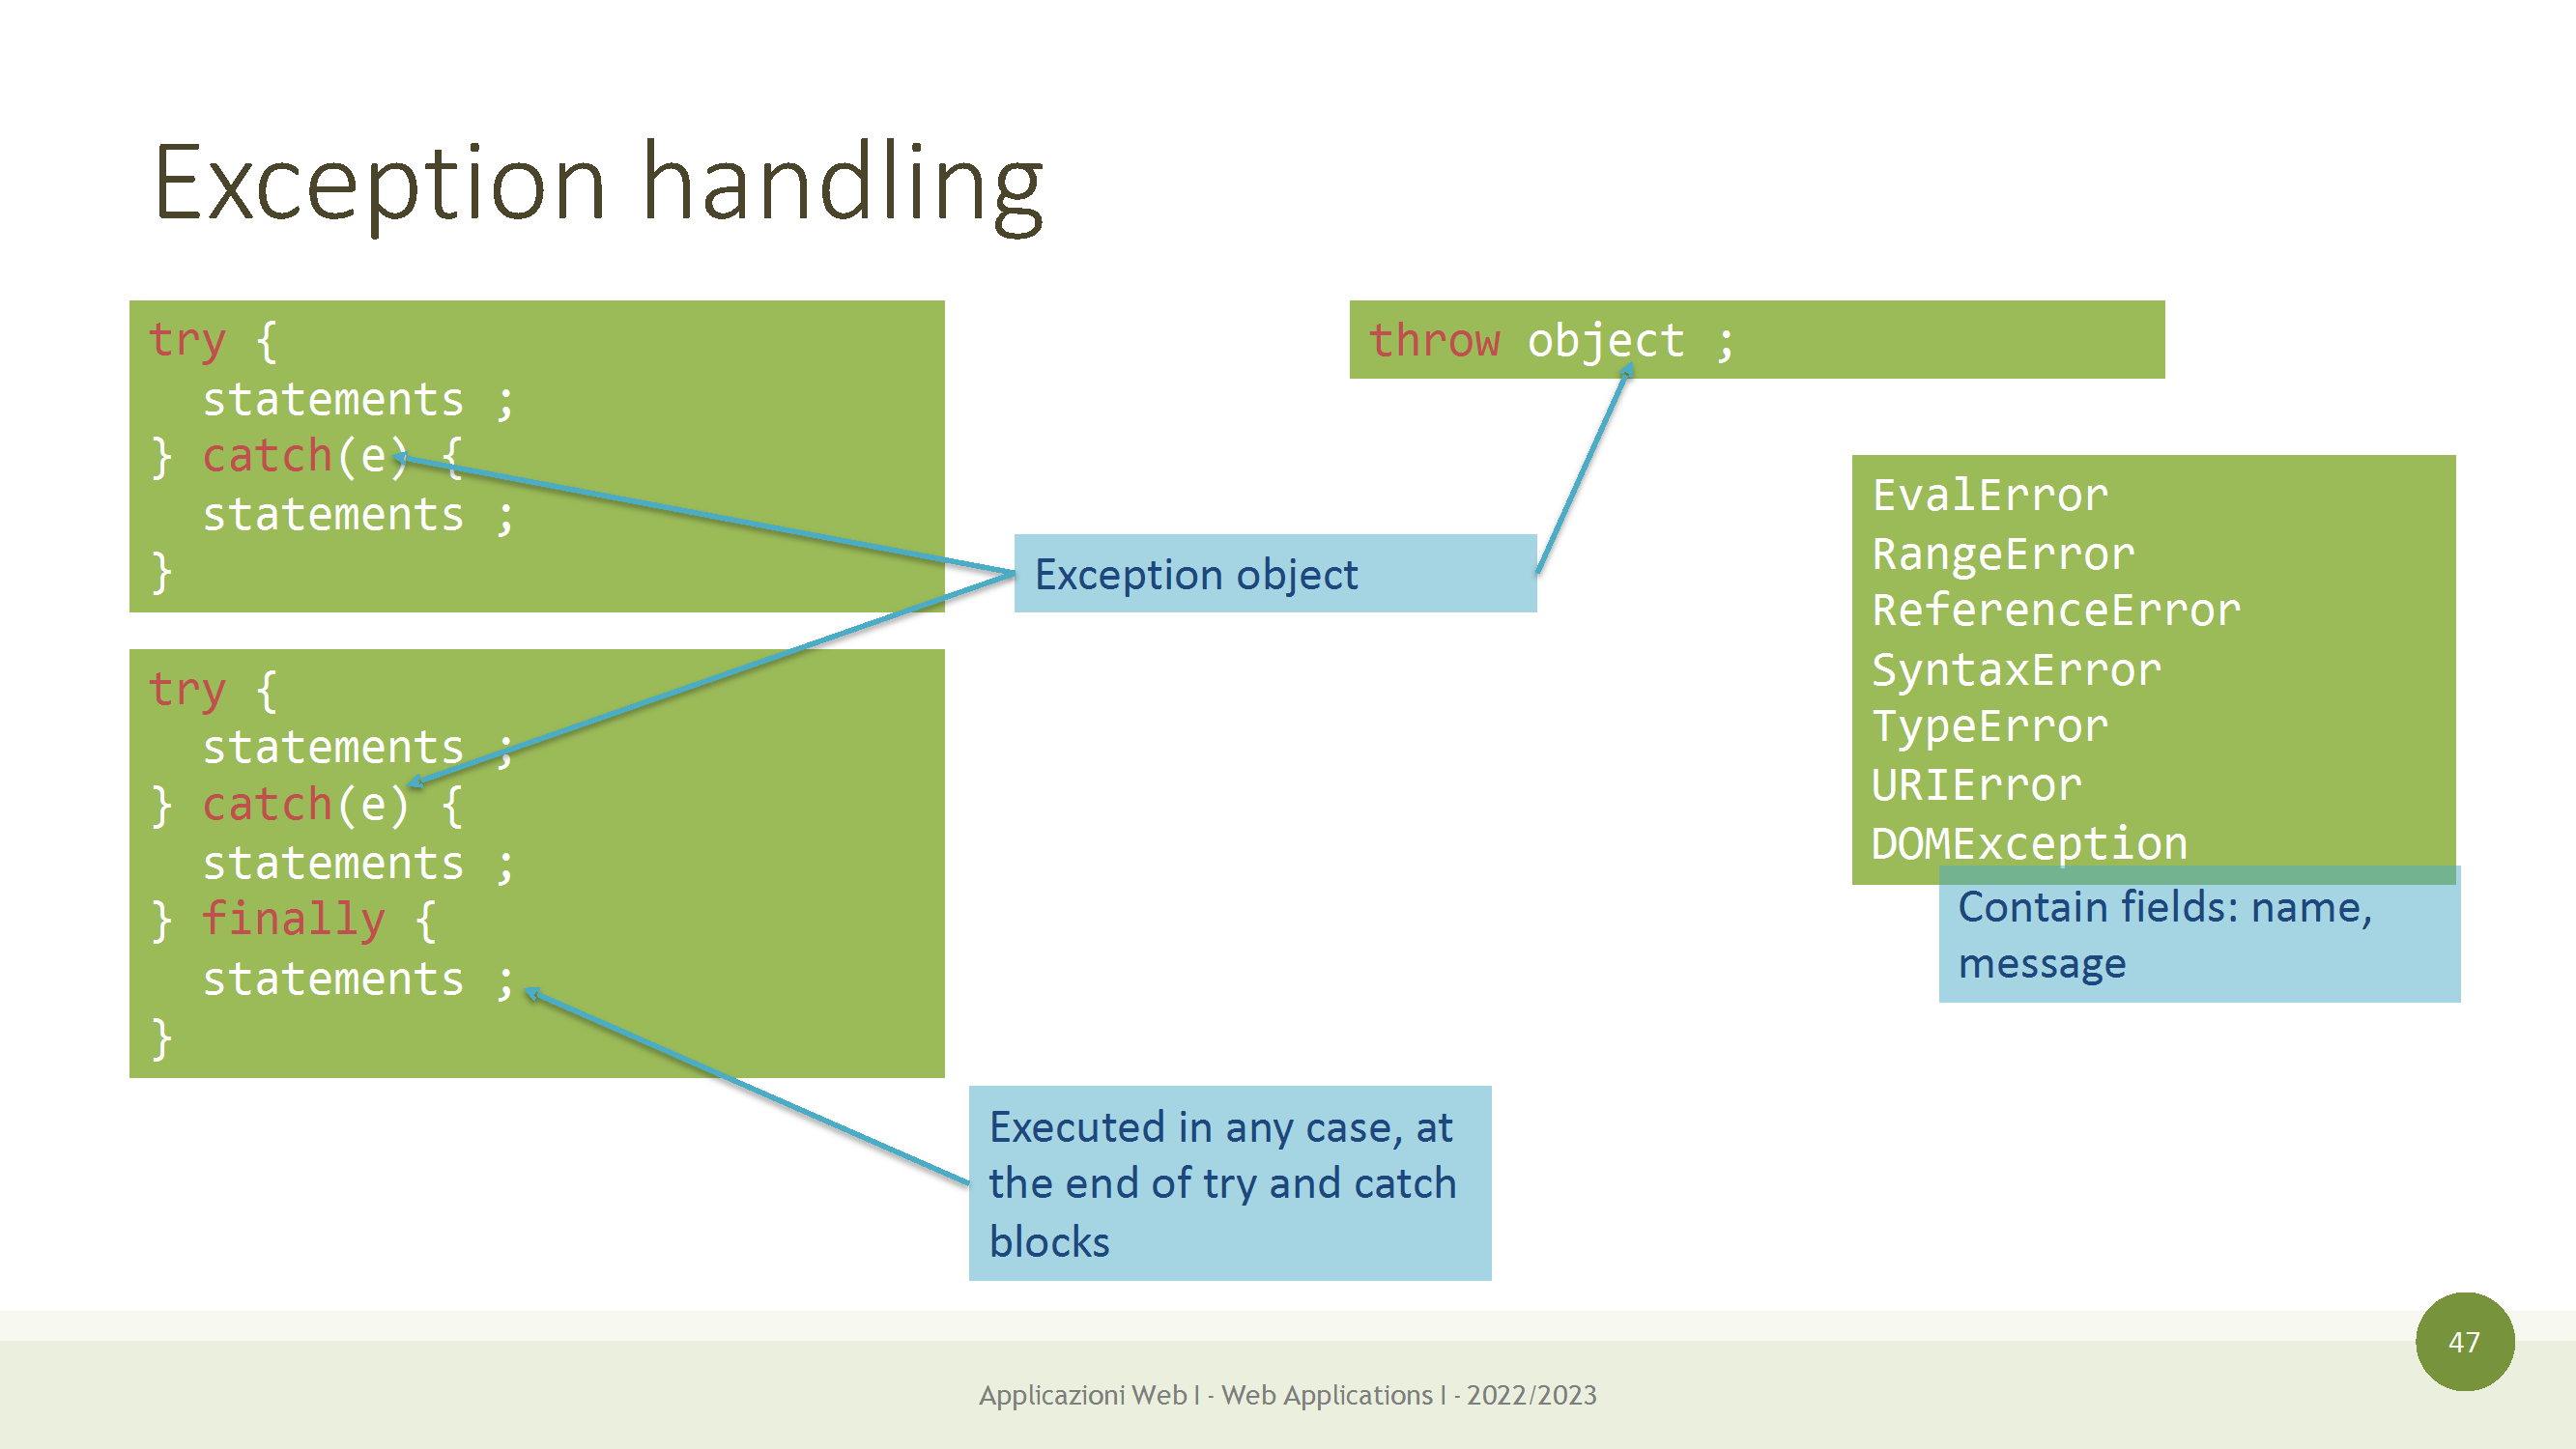 Exception handling
try {
  statements ;
} catch(e) {
  statements ;
}
try {
  statements ;
} catch(e) {
  statements ;
} finally {
  statements ;
}
Exception object
Executed in any case, at
the end of try and catch
blocks
throw object ;
EvalError
RangeError
ReferenceError
SyntaxError
TypeError
URIError
DOMException
Contain fields: name,
message
47
Applicazioni Web I - Web Applications I - 2022/2023